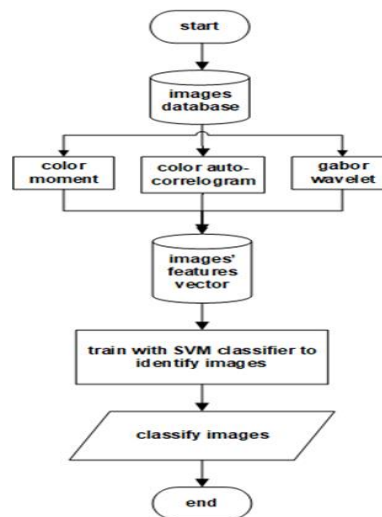 start
images
database
color
moment
color auto-
correlogram
gabor
wavelet
images'
features
vector
train with SVM classifier to
identify images
classify images
end